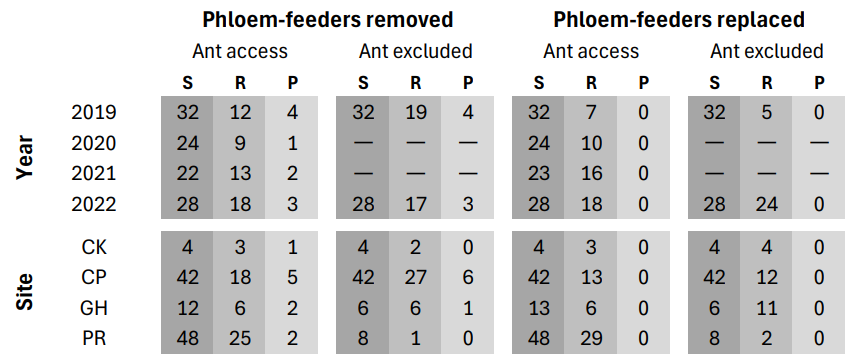 Phloem-feeders removed Phloem-feeders replaced
Ant access Ant excluded Ant access Ant excluded
S R P S R P S R P S R P
Year
2019 32 12 4 32 19 4 32 7 0 32 5 0
2020 24 9 1 — — — 24 10 0 — — —
2021 22 13 2 — — — 23 16 0 — — —
2022 28 18 3 28 17 3 28 18 0 28 24 0
Site
CK 4 3 1 4 2 0 4 3 0 4 4 0
CP 42 18 5 42 27 6 42 13 0 42 12 0
GH 12 6 2 6 6 1 13 6 0 6 11 0
PR 48 25 2 8 1 0 48 29 0 8 2 0